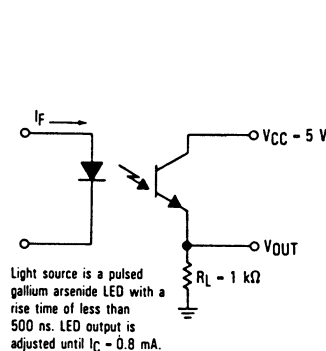 IF
VCC - 5 V
VOUT
RL - 1 kΩ
Light source is a pulsed
gallium arsenide LED with a
rise time of less than
500 ns. LED output is
adjusted until IC - 0.8 mA.